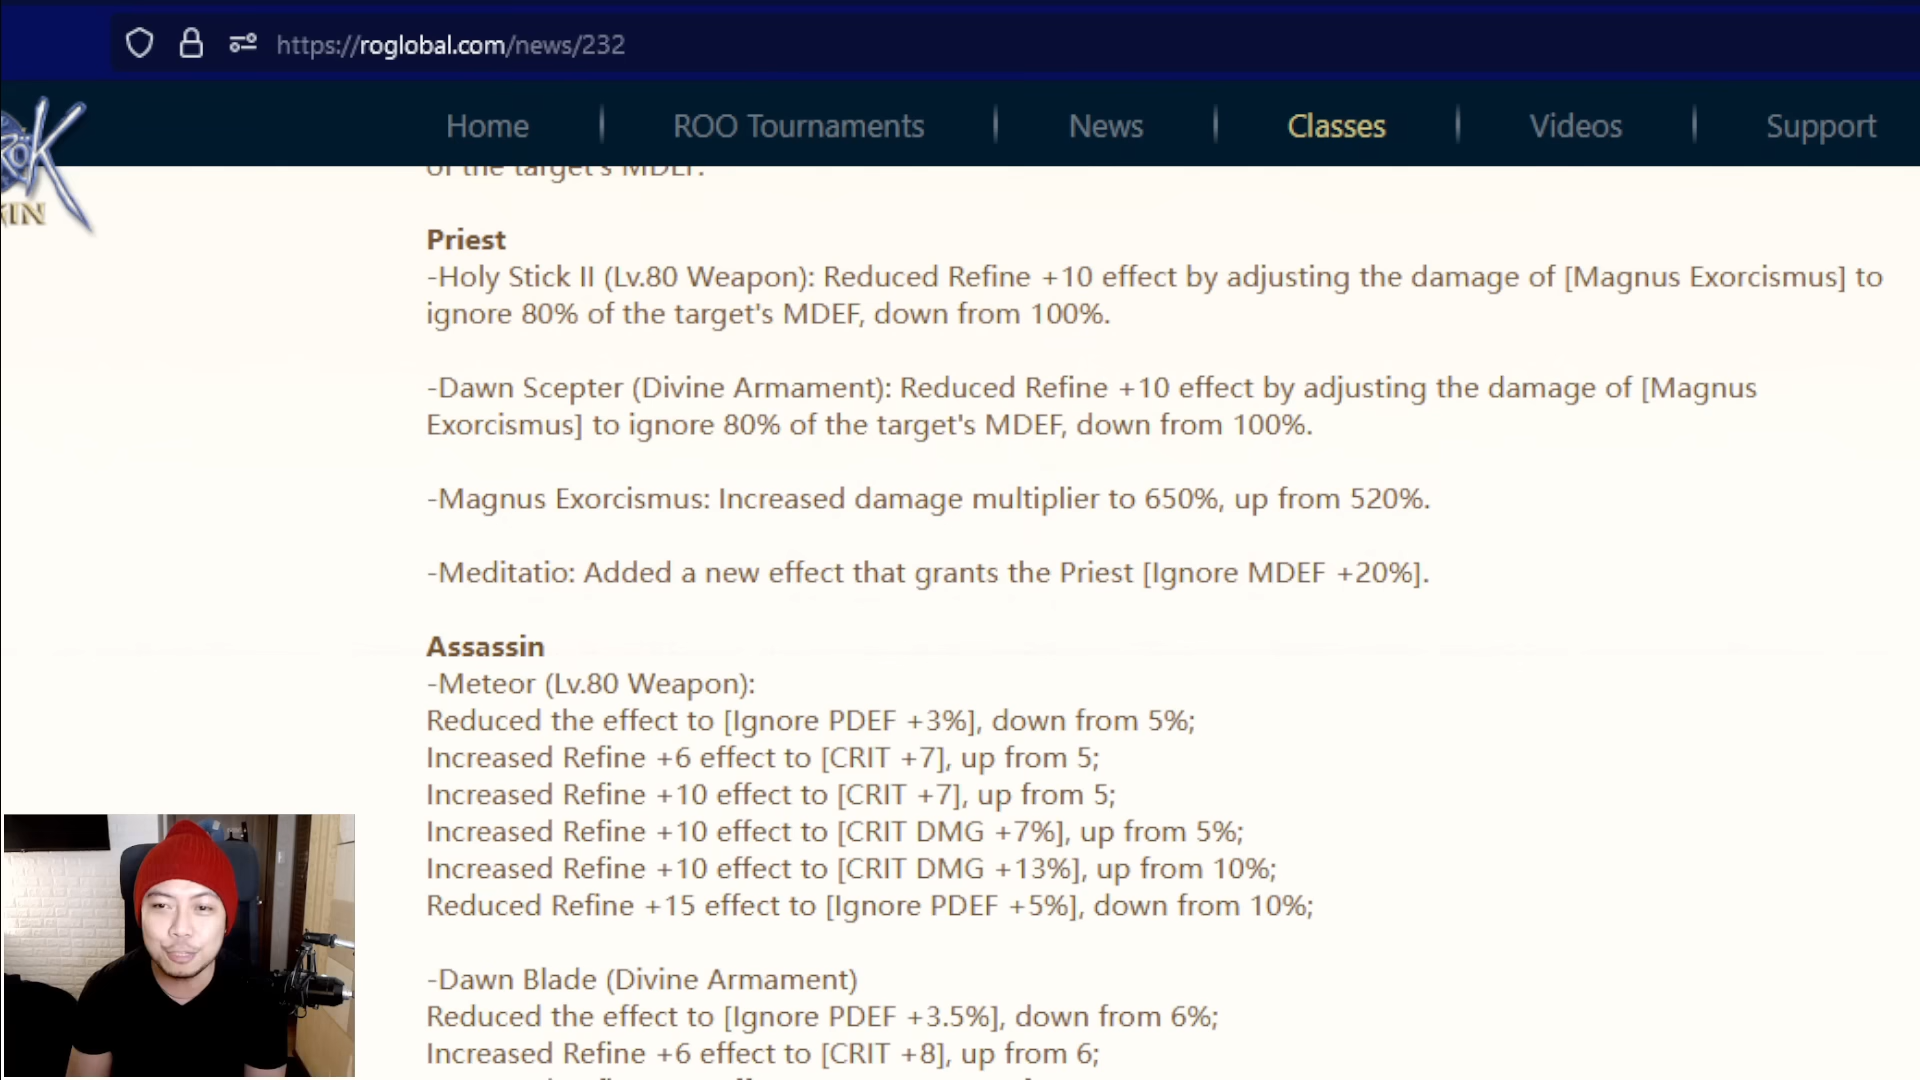 https://roglobal.com/news/232
Home
ROO Tournaments
News
Classes
Videos
Support
of the target's MDEF.
Priest
-Holy Stick II (Lv.80 Weapon): Reduced Refine +10 effect by adjusting the damage of [Magnus Exorcismus] to
ignore 80% of the target's MDEF, down from 100%.
-Dawn Scepter (Divine Armament): Reduced Refine +10 effect by adjusting the damage of [Magnus
Exorcismus] to ignore 80% of the target's MDEF, down from 100%.
-Magnus Exorcismus: Increased damage multiplier to 650%, up from 520%.
-Meditatio: Added a new effect that grants the Priest [Ignore MDEF +20%].
Assassin
-Meteor (Lv.80 Weapon):
Reduced the effect to [Ignore PDEF +3%], down from 5%;
Increased Refine +6 effect to [CRIT +7], up from 5;
Increased Refine +10 effect to [CRIT +7], up from 5;
Increased Refine +10 effect to [CRIT DMG +7%], up from 5%;
Increased Refine +10 effect to [CRIT DMG +13%], up from 10%;
Reduced Refine +15 effect to [Ignore PDEF +5%], down from 10%;
-Dawn Blade (Divine Armament)
Reduced the effect to [Ignore PDEF +3.5%], down from 6%;
Increased Refine +6 effect to [CRIT +8], up from 6;